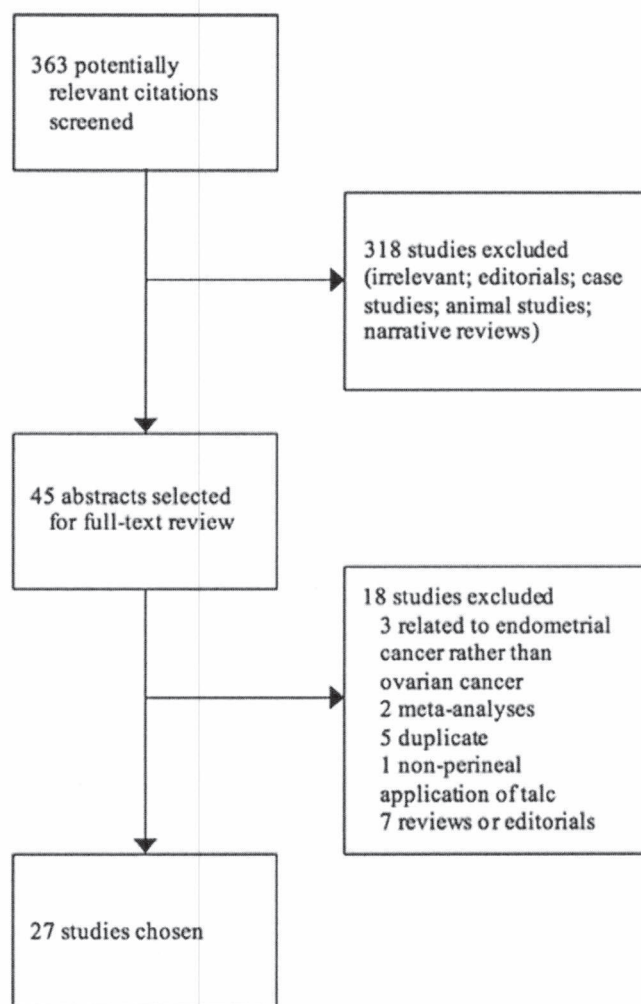 363 potentially
relevant citations
screened
318 studies excluded
(irrelevant; editorials; case
studies; animal studies;
narrative reviews)
45 abstracts selected
for full-text review
18 studies excluded
3 related to endometrial
cancer rather than
ovarian cancer
2 meta-analyses
5 duplicate
1 non-perineal
application of talc
7 reviews or editorials
27 studies chosen